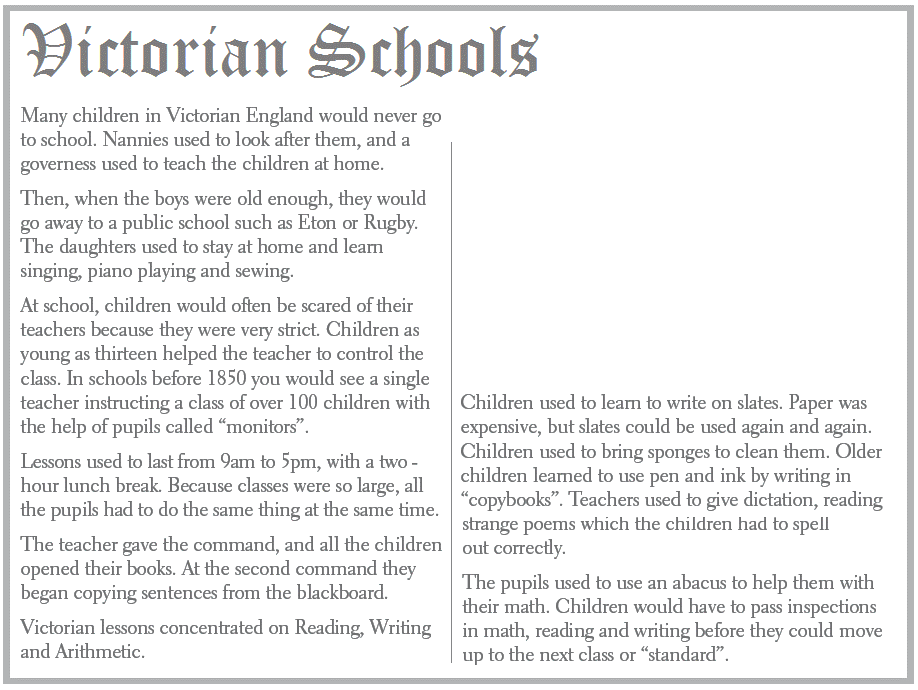 Victorian Schools
Many children in Victorian England would never go
to school. Nannies used to look after them, and a
governess used to teach the children at home.
Then, when the boys were old enough, they would
go away to a public school such as Eton or Rugby.
The daughters used to stay at home and learn
singing, piano playing and sewing.
At school, children would often be scared of their
teachers because they were very strict. Children as
young as thirteen helped the teacher to control the
class. In schools before 1850 you would see a single
teacher instructing a class of over 100 children with
the help of pupils called “monitors”.
Lessons used to last from 9am to 5pm, with a two -
hour lunch break. Because classes were so large, all
the pupils had to do the same thing at the same time.
The teacher gave the command, and all the children
opened their books. At the second command they
began copying sentences from the blackboard.
Victorian lessons concentrated on Reading, Writing
and Arithmetic.
Children used to learn to write on slates. Paper was
expensive, but slates could be used again and again.
Children used to bring sponges to clean them. Older
children learned to use pen and ink by writing in
“copybooks”. Teachers used to give dictation, reading
strange poems which the children had to spell
out correctly.
The pupils used to use an abacus to help them with
their math. Children would have to pass inspections
in math, reading and writing before they could move
up to the next class or “standard”.